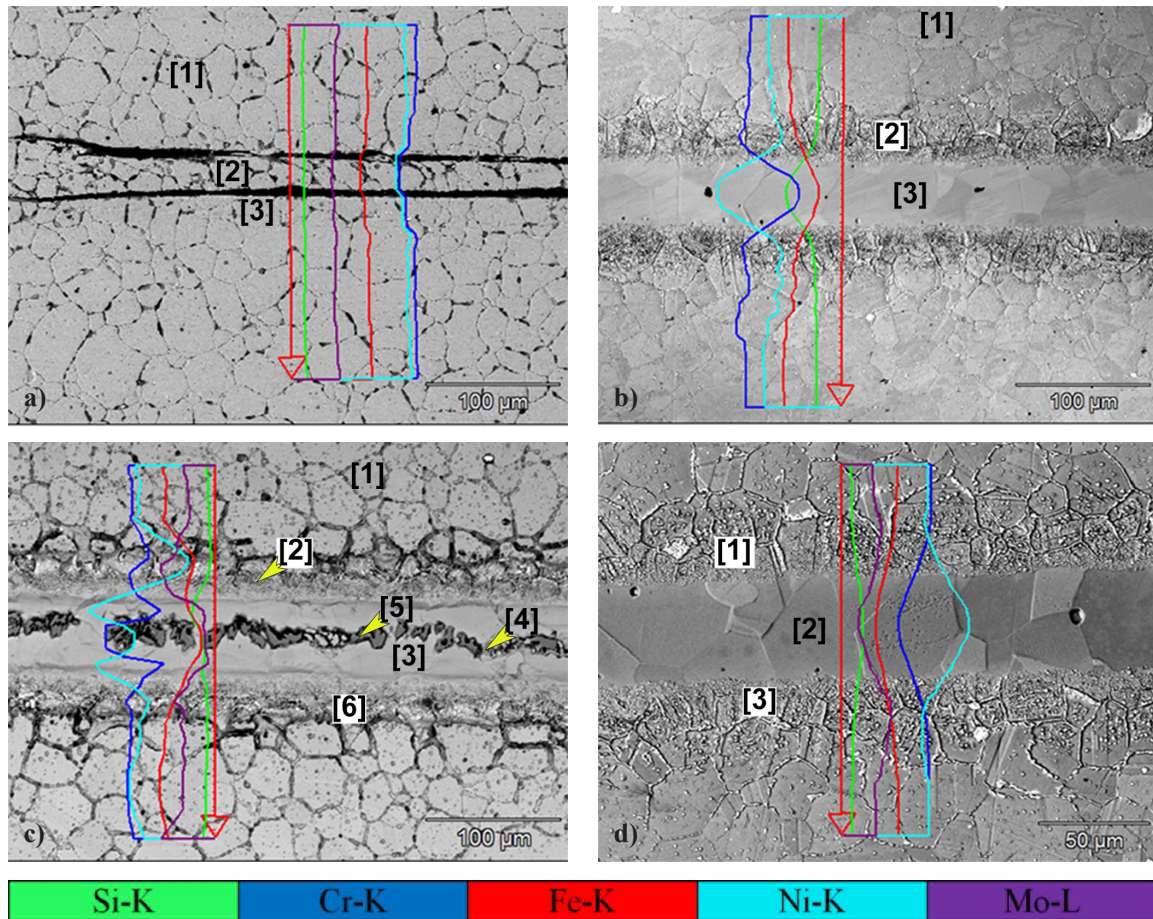 [1]
[2]
[3]
a)
100 µm
[1]
[2]
[3]
b)
100 µm
[1]
[2]
[5]
[4]
[3]
[6]
c)
100 µm
[1]
[2]
[3]
d)
50 µm
Si-K Cr-K Fe-K Ni-K Mo-L